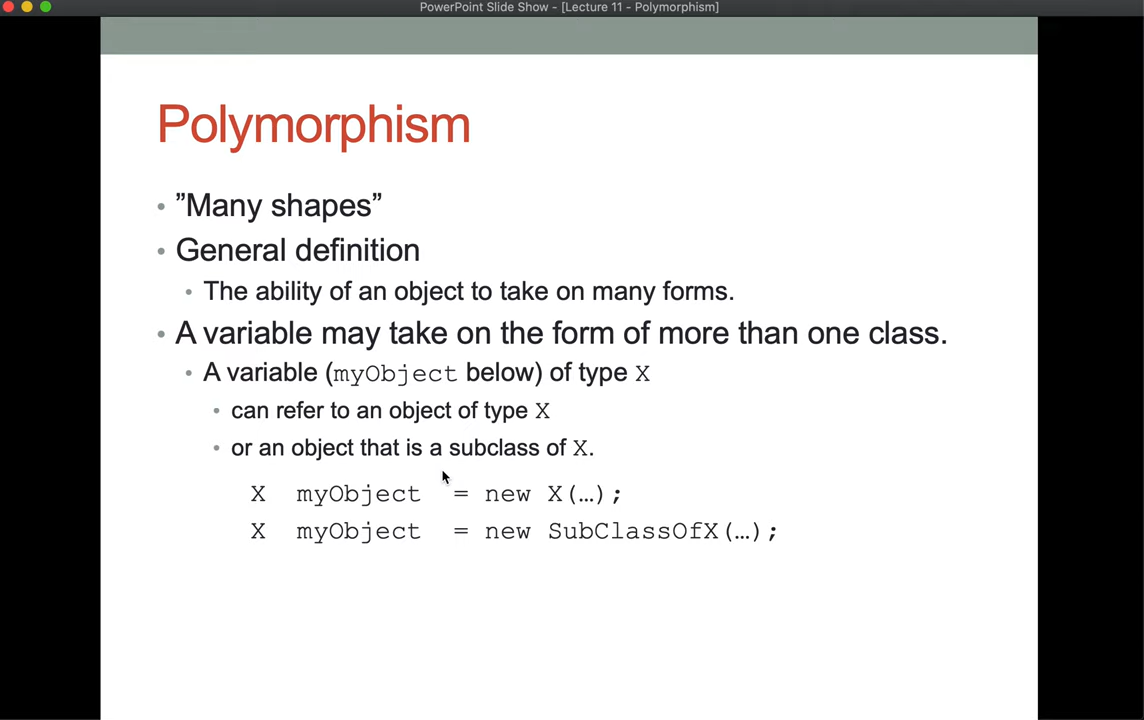 PowerPoint Slide Show - [Lecture 11 - Polymorphism]
Polymorphism
• ”Many shapes”
• General definition
• The ability of an object to take on many forms.
• A variable may take on the form of more than one class.
• A variable (myObject below) of type X
• can refer to an object of type X
• or an object that is a subclass of X.
X myObject = new X(…);
X myObject = new SubClassOfX(…);